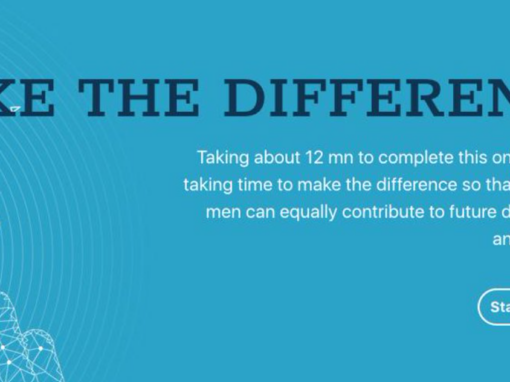 KE THE DIFFEREN
Taking about 12 mn to complete this on
taking time to make the difference so tha
men can equally contribute to future d
an
Sta